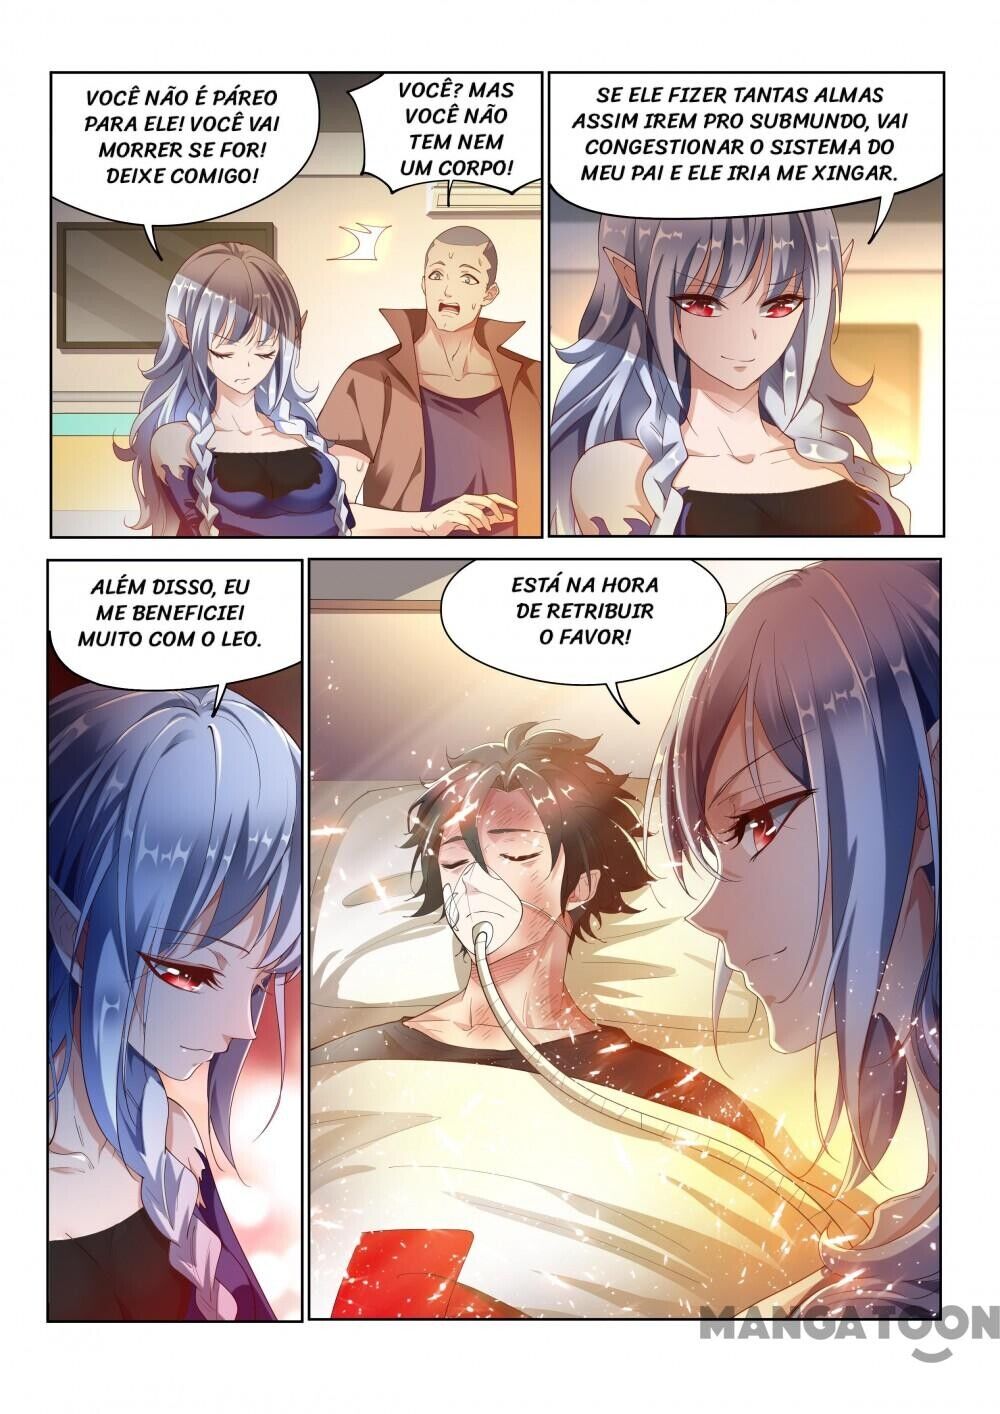 VOCÊ NÃO É PÁREO
PARA ELE! VOCÊ VAI
MORRER SE FOR!
DEIXE COMIGO!
VOCÊ? MAS
VOCÊ NÃO
TEM NEM
UM CORPO!
SE ELE FIZER TANTAS ALMAS
ASSIM IREM PRO SUBMUNDO, VAI
CONGESTIONAR O SISTEMA DO
MEU PAI E ELE IRIA ME XINGAR.
ALÉM DISSO, EU
ME BENEFICIEI
MUITO COM O LEO.
ESTÁ NA HORA
DE RETRIBUIR
O FAVOR!
MANGATOON